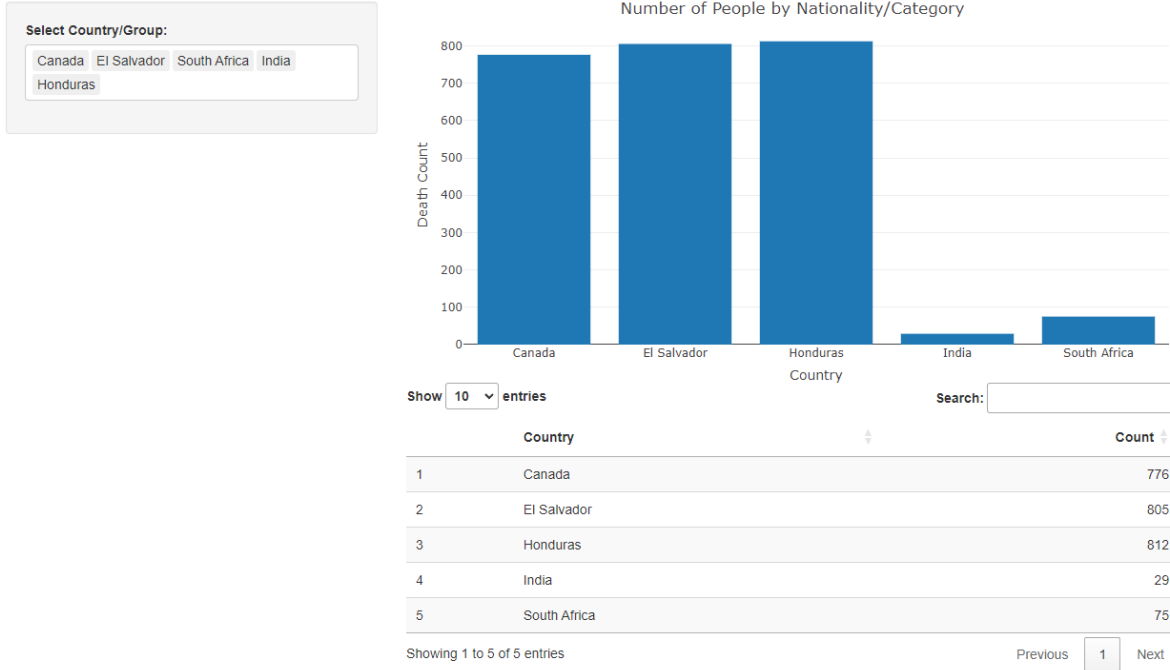 Select Country/Group:
Canada El Salvador South Africa India
Honduras
Number of People by Nationality/Category
800
700
600
500
400
300
200
100
0
Death Count
Canada El Salvador Honduras India South Africa
Country
Show 10 entries Search:
Country Count
1 Canada 776
2 El Salvador 805
3 Honduras 812
4 India 29
5 South Africa 75
Showing 1 to 5 of 5 entries Previous 1 Next